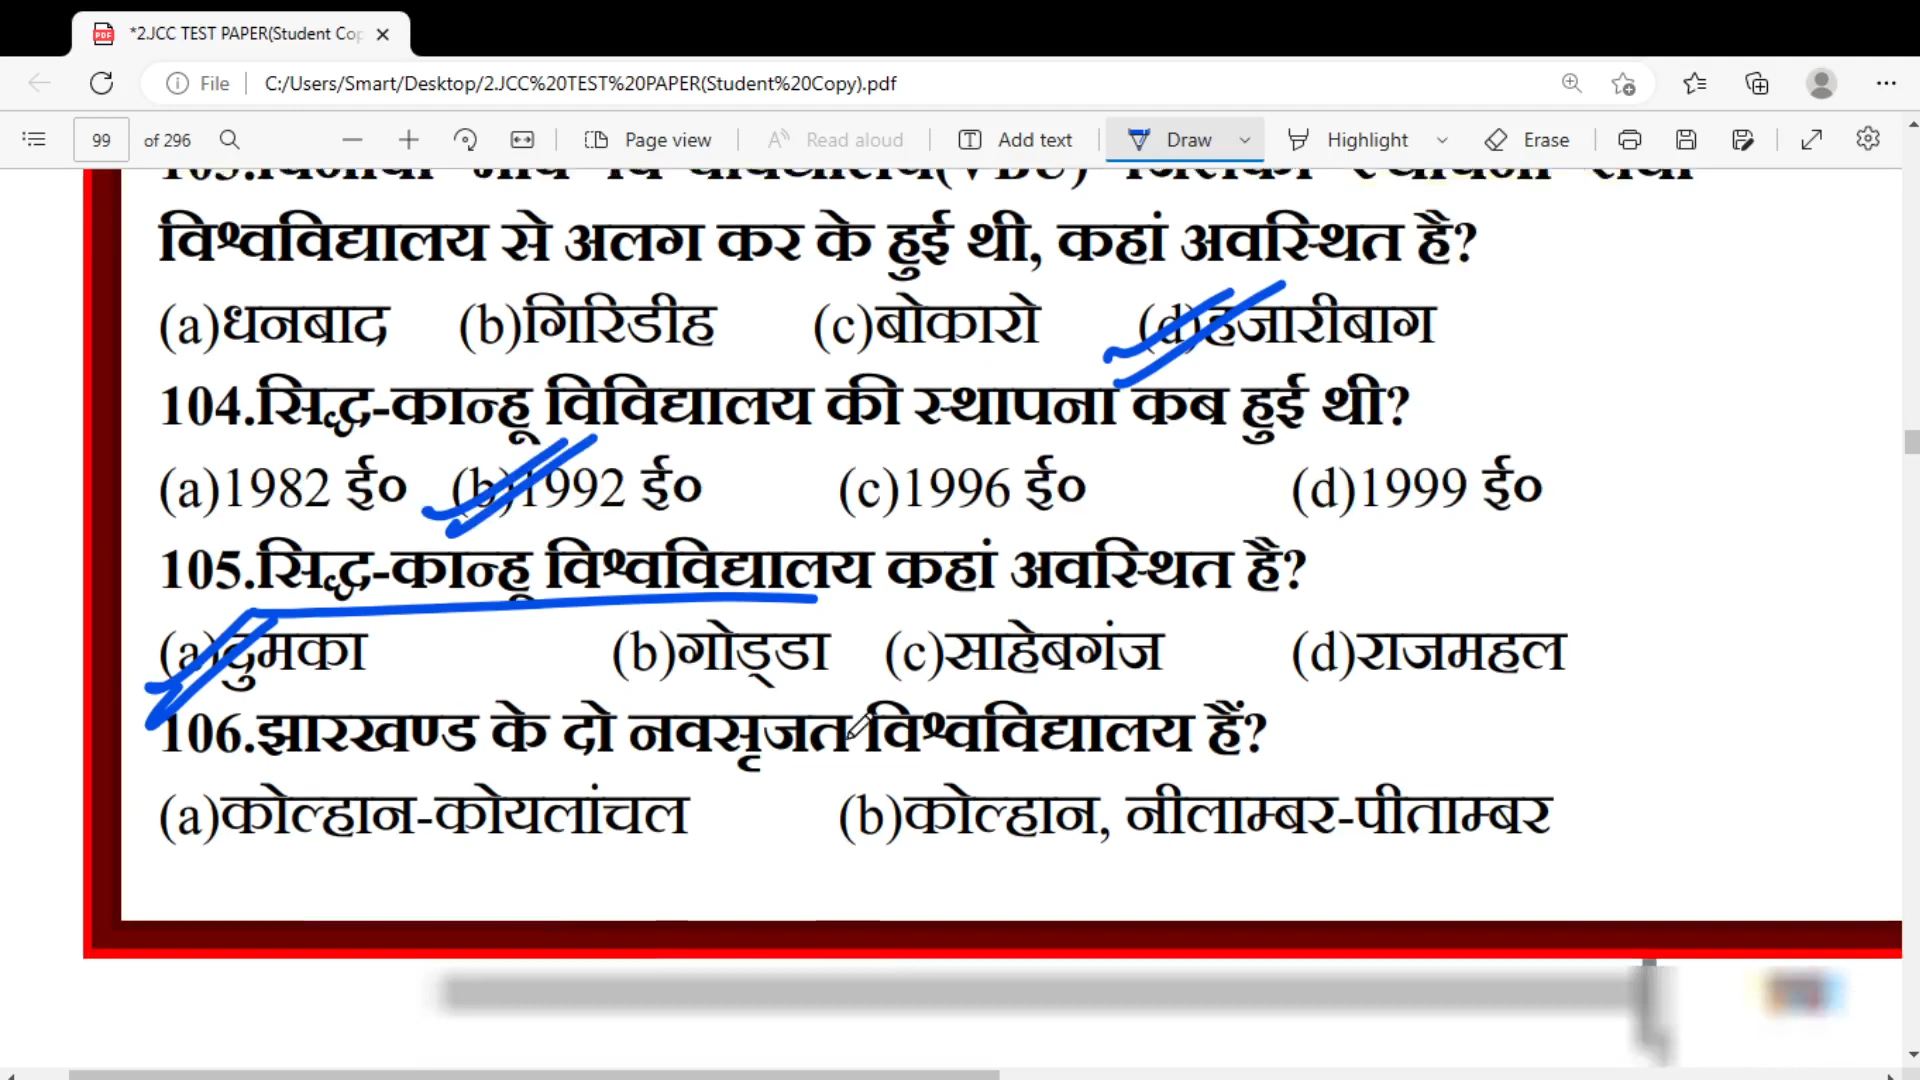 *2.JCC TEST PAPER(Student Cop
File C:/Users/Smart/Desktop/2.JCC%20TEST%20PAPER(Student%20Copy).pdf
99 of 296 Page view Read aloud Add text Draw Highlight Erase
विश्वविद्यालय से अलग कर के हुई थी, कहां अवस्थित है?
(a)धनबाद (b)गिरिडीह (c)बोकारो (d)हजारीबाग
104.सिद्ध-कान्हू विविद्यालय की स्थापना कब हुई थी?
(a)1982 ई० (b)1992 ई० (c)1996 ई० (d)1999 ई०
105.सिद्ध-कान्हू विश्वविद्यालय कहां अवस्थित है?
(a)दुमका (b)गोड्डा (c)साहेबगंज (d)राजमहल
106.झारखण्ड के दो नवसृजत विश्वविद्यालय हैं?
(a)कोल्हान-कोयलांचल (b)कोल्हान, नीलाम्बर-पीताम्बर